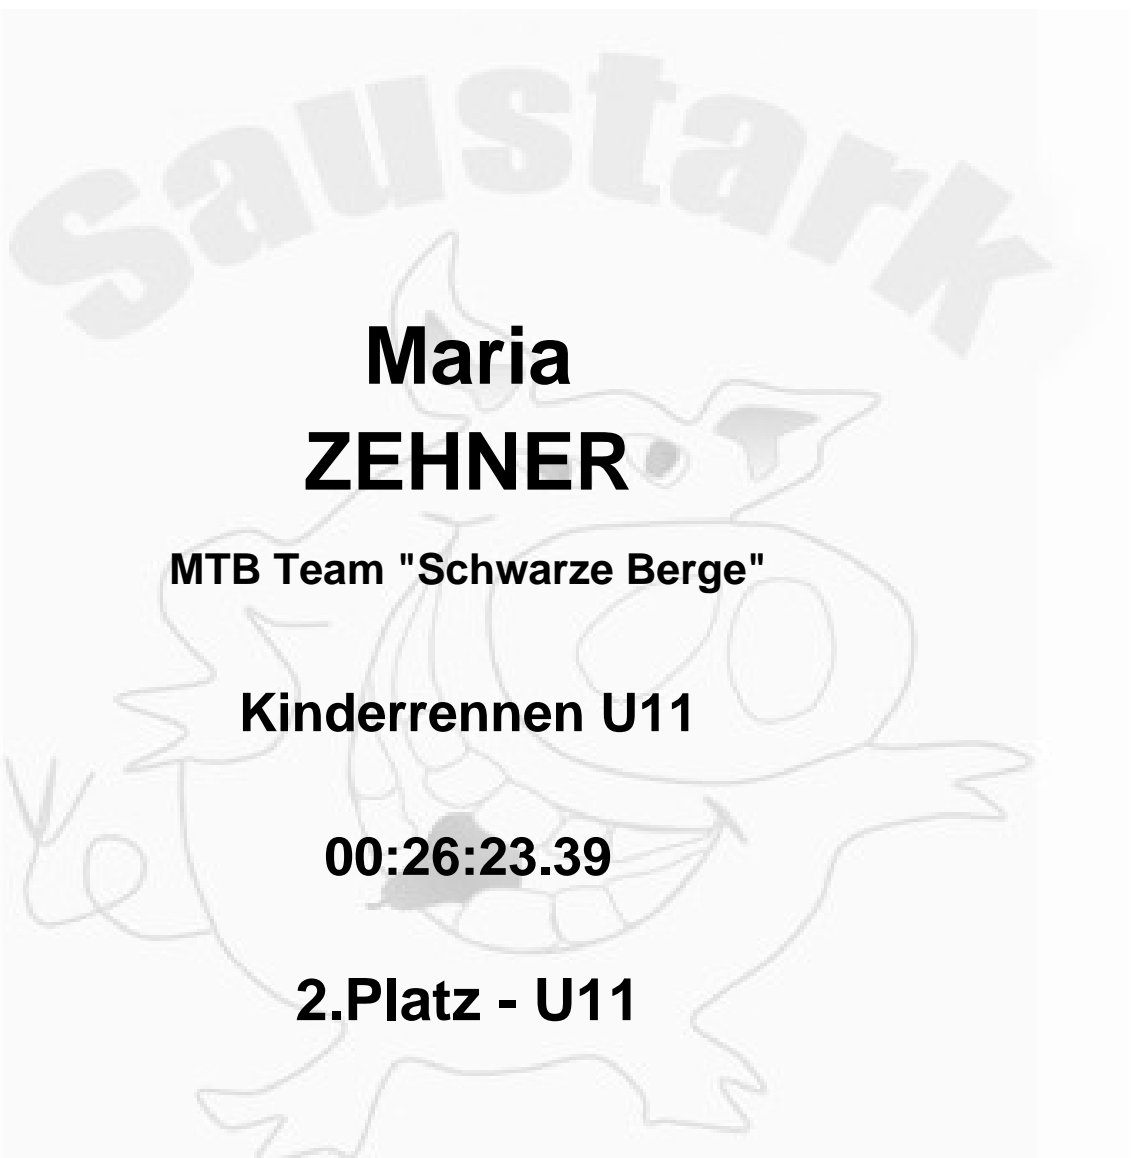 Saustark
Maria
ZEHNER
MTB Team "Schwarze Berge"
Kinderrennen U11
00:26:23.39
2.Platz - U11